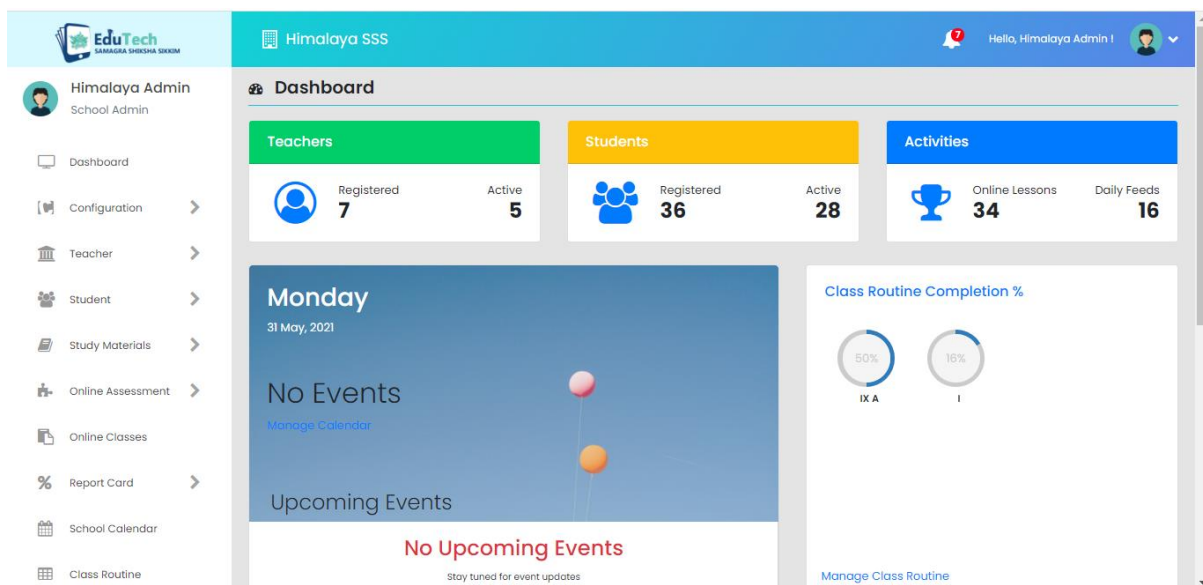 EduTech
SAMAGRA SHIKSHA SIKKIM
Himalaya SSS
7
Hello, Himalaya Admin !
Himalaya Admin
School Admin
Dashboard
Configuration
Teacher
Student
Study Materials
Online Assessment
Online Classes
Report Card
School Calendar
Class Routine
Dashboard
Teachers
Registered
7
Active
5
Students
Registered
36
Active
28
Activities
Online Lessons
34
Daily Feeds
16
Monday
31 May, 2021
No Events
Manage Calendar
Upcoming Events
No Upcoming Events
Stay tuned for event updates
Class Routine Completion %
50%
IX A
16%
I
Manage Class Routine